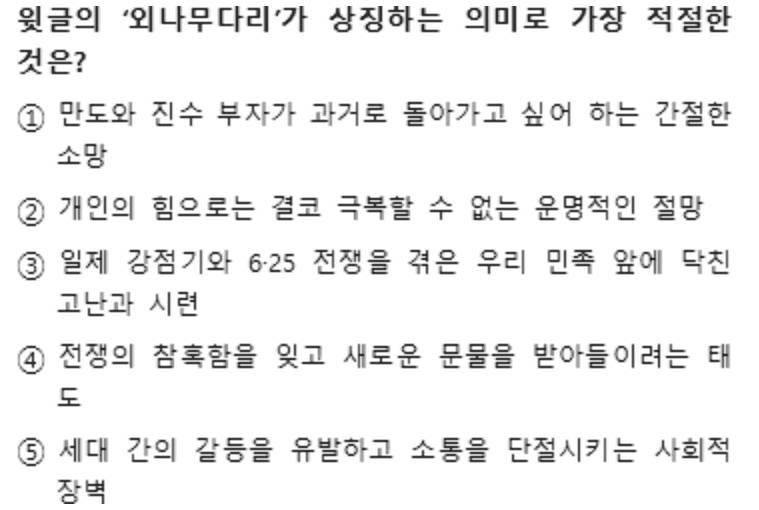 윗글의 ‘외나무다리’가 상징하는 의미로 가장 적절한
것은?
① 만도와 진수 부자가 과거로 돌아가고 싶어 하는 간절한
소망
② 개인의 힘으로는 결코 극복할 수 없는 운명적인 절망
③ 일제 강점기와 6·25 전쟁을 겪은 우리 민족 앞에 닥친
고난과 시련
④ 전쟁의 참혹함을 잊고 새로운 문물을 받아들이려는 태
도
⑤ 세대 간의 갈등을 유발하고 소통을 단절시키는 사회적
장벽